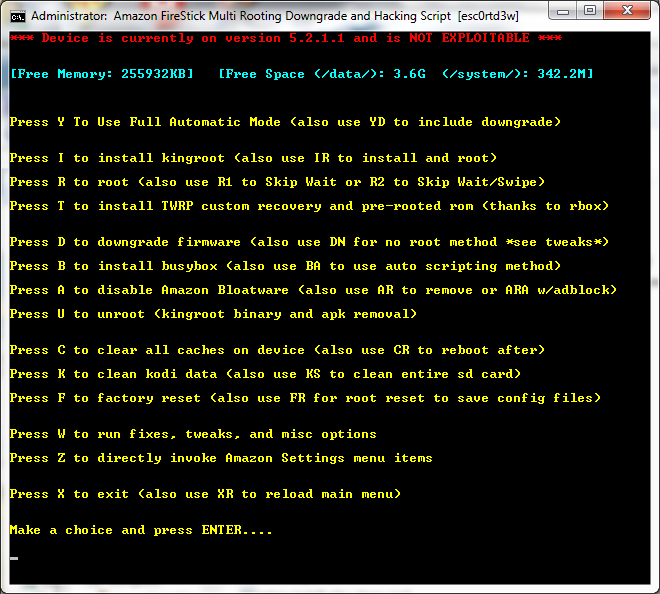 Administrator: Amazon FireStick Multi Rooting Downgrade and Hacking Script [esc0rtd3w]
*** Device is currently on version 5.2.1.1 and is NOT EXPLOITABLE ***
[Free Memory: 255932KB] [Free Space (/data/): 3.6G (/system/): 342.2M]
Press Y To Use Full Automatic Mode (also use YD to include downgrade)
Press I to install kingroot (also use IR to install and root)
Press R to root (also use R1 to Skip Wait or R2 to Skip Wait/Swipe)
Press T to install TWRP custom recovery and pre-rooted rom (thanks to rbox)
Press D to downgrade firmware (also use DN for no root method *see tweaks*)
Press B to install busybox (also use BA to use auto scripting method)
Press A to disable Amazon Bloatware (also use AR to remove or ARA w/adblock)
Press U to unroot (kingroot binary and apk removal)
Press C to clear all caches on device (also use CR to reboot after)
Press K to clean kodi data (also use KS to clean entire sd card)
Press F to factory reset (also use FR for root reset to save config files)
Press W to run fixes, tweaks, and misc options
Press Z to directly invoke Amazon Settings menu items
Press X to exit (also use XR to reload main menu)
Make a choice and press ENTER....